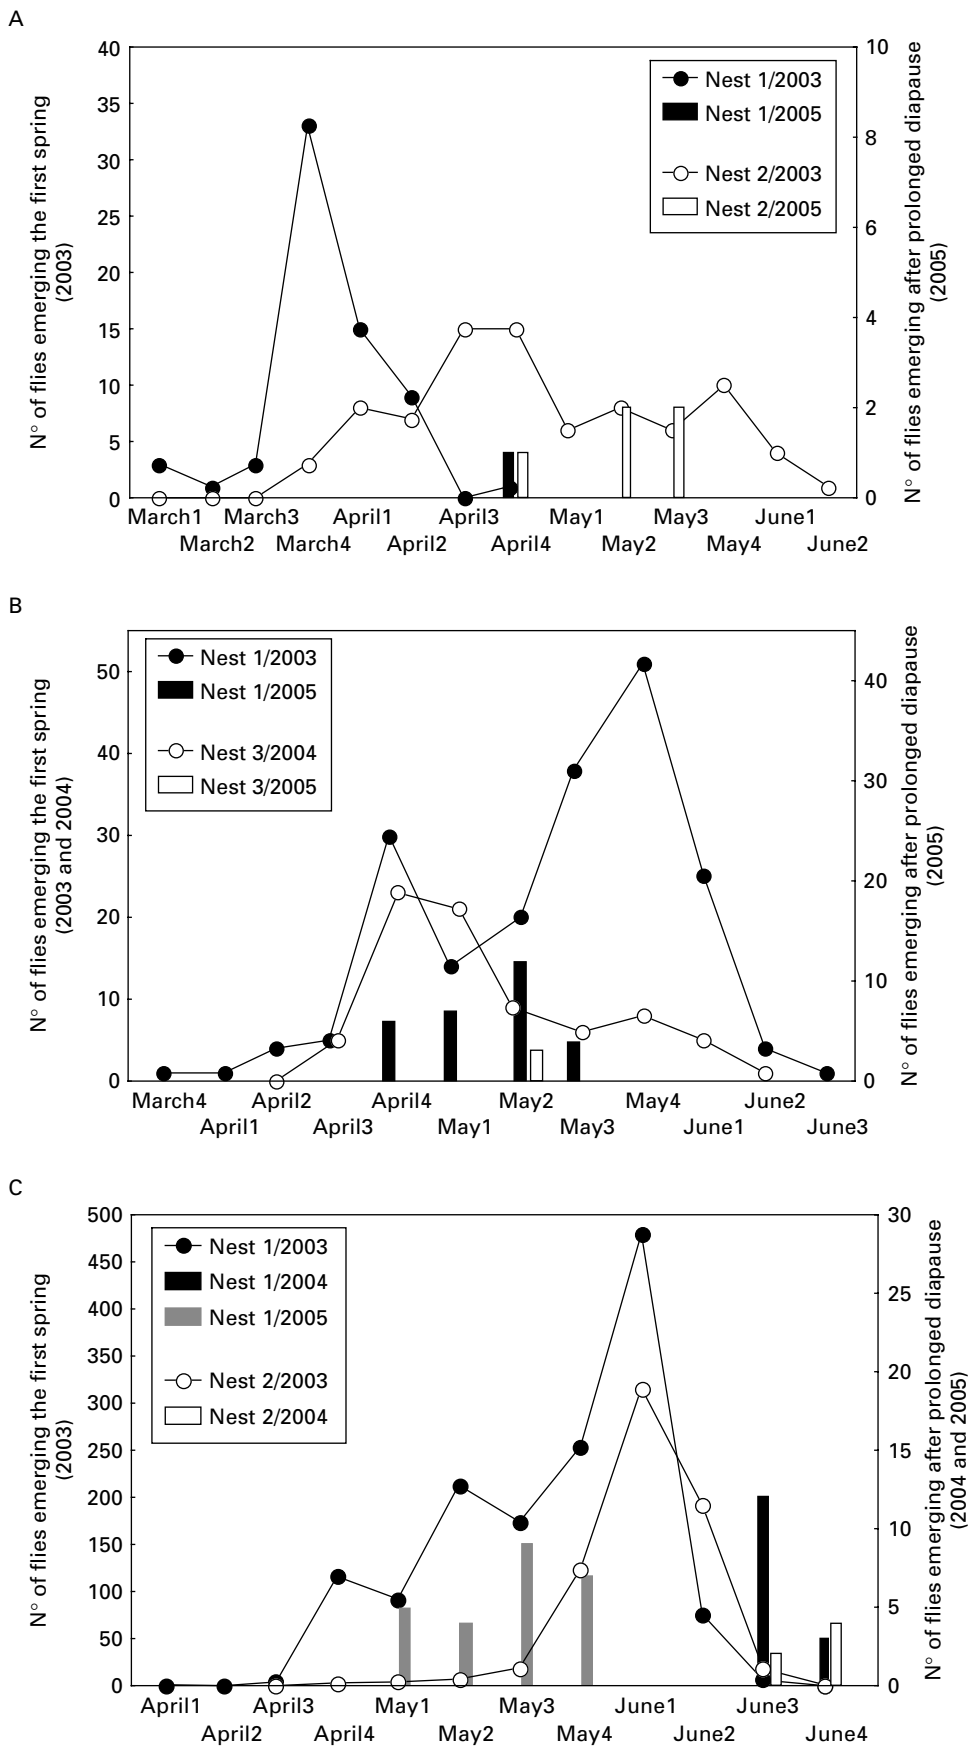 A
N° of flies emerging the first spring
(2003)
40
35
30
25
20
15
10
5
0
10
8
6
4
2
0
N° of flies emerging after prolonged diapause
(2005)
Nest 1/2003
Nest 1/2005
Nest 2/2003
Nest 2/2005
March1 March3 April1 April3 May1 May3 June1
March2 March4 April2 April4 May2 May4 June2
B
N° of flies emerging the first spring
(2003 and 2004)
50
40
30
20
10
0
40
30
20
10
0
N° of flies emerging after prolonged diapause
(2005)
Nest 1/2003
Nest 1/2005
Nest 3/2004
Nest 3/2005
March4 April2 April4 May2 May4 June2
April1 April3 May1 May3 June1 June3
C
N° of flies emerging the first spring
(2003)
500
450
400
350
300
250
200
150
100
50
0
30
25
20
15
10
5
0
N° of flies emerging after prolonged diapause
(2004 and 2005)
Nest 1/2003
Nest 1/2004
Nest 1/2005
Nest 2/2003
Nest 2/2004
April1 April3 May1 May3 June1 June3
April2 April4 May2 May4 June2 June4